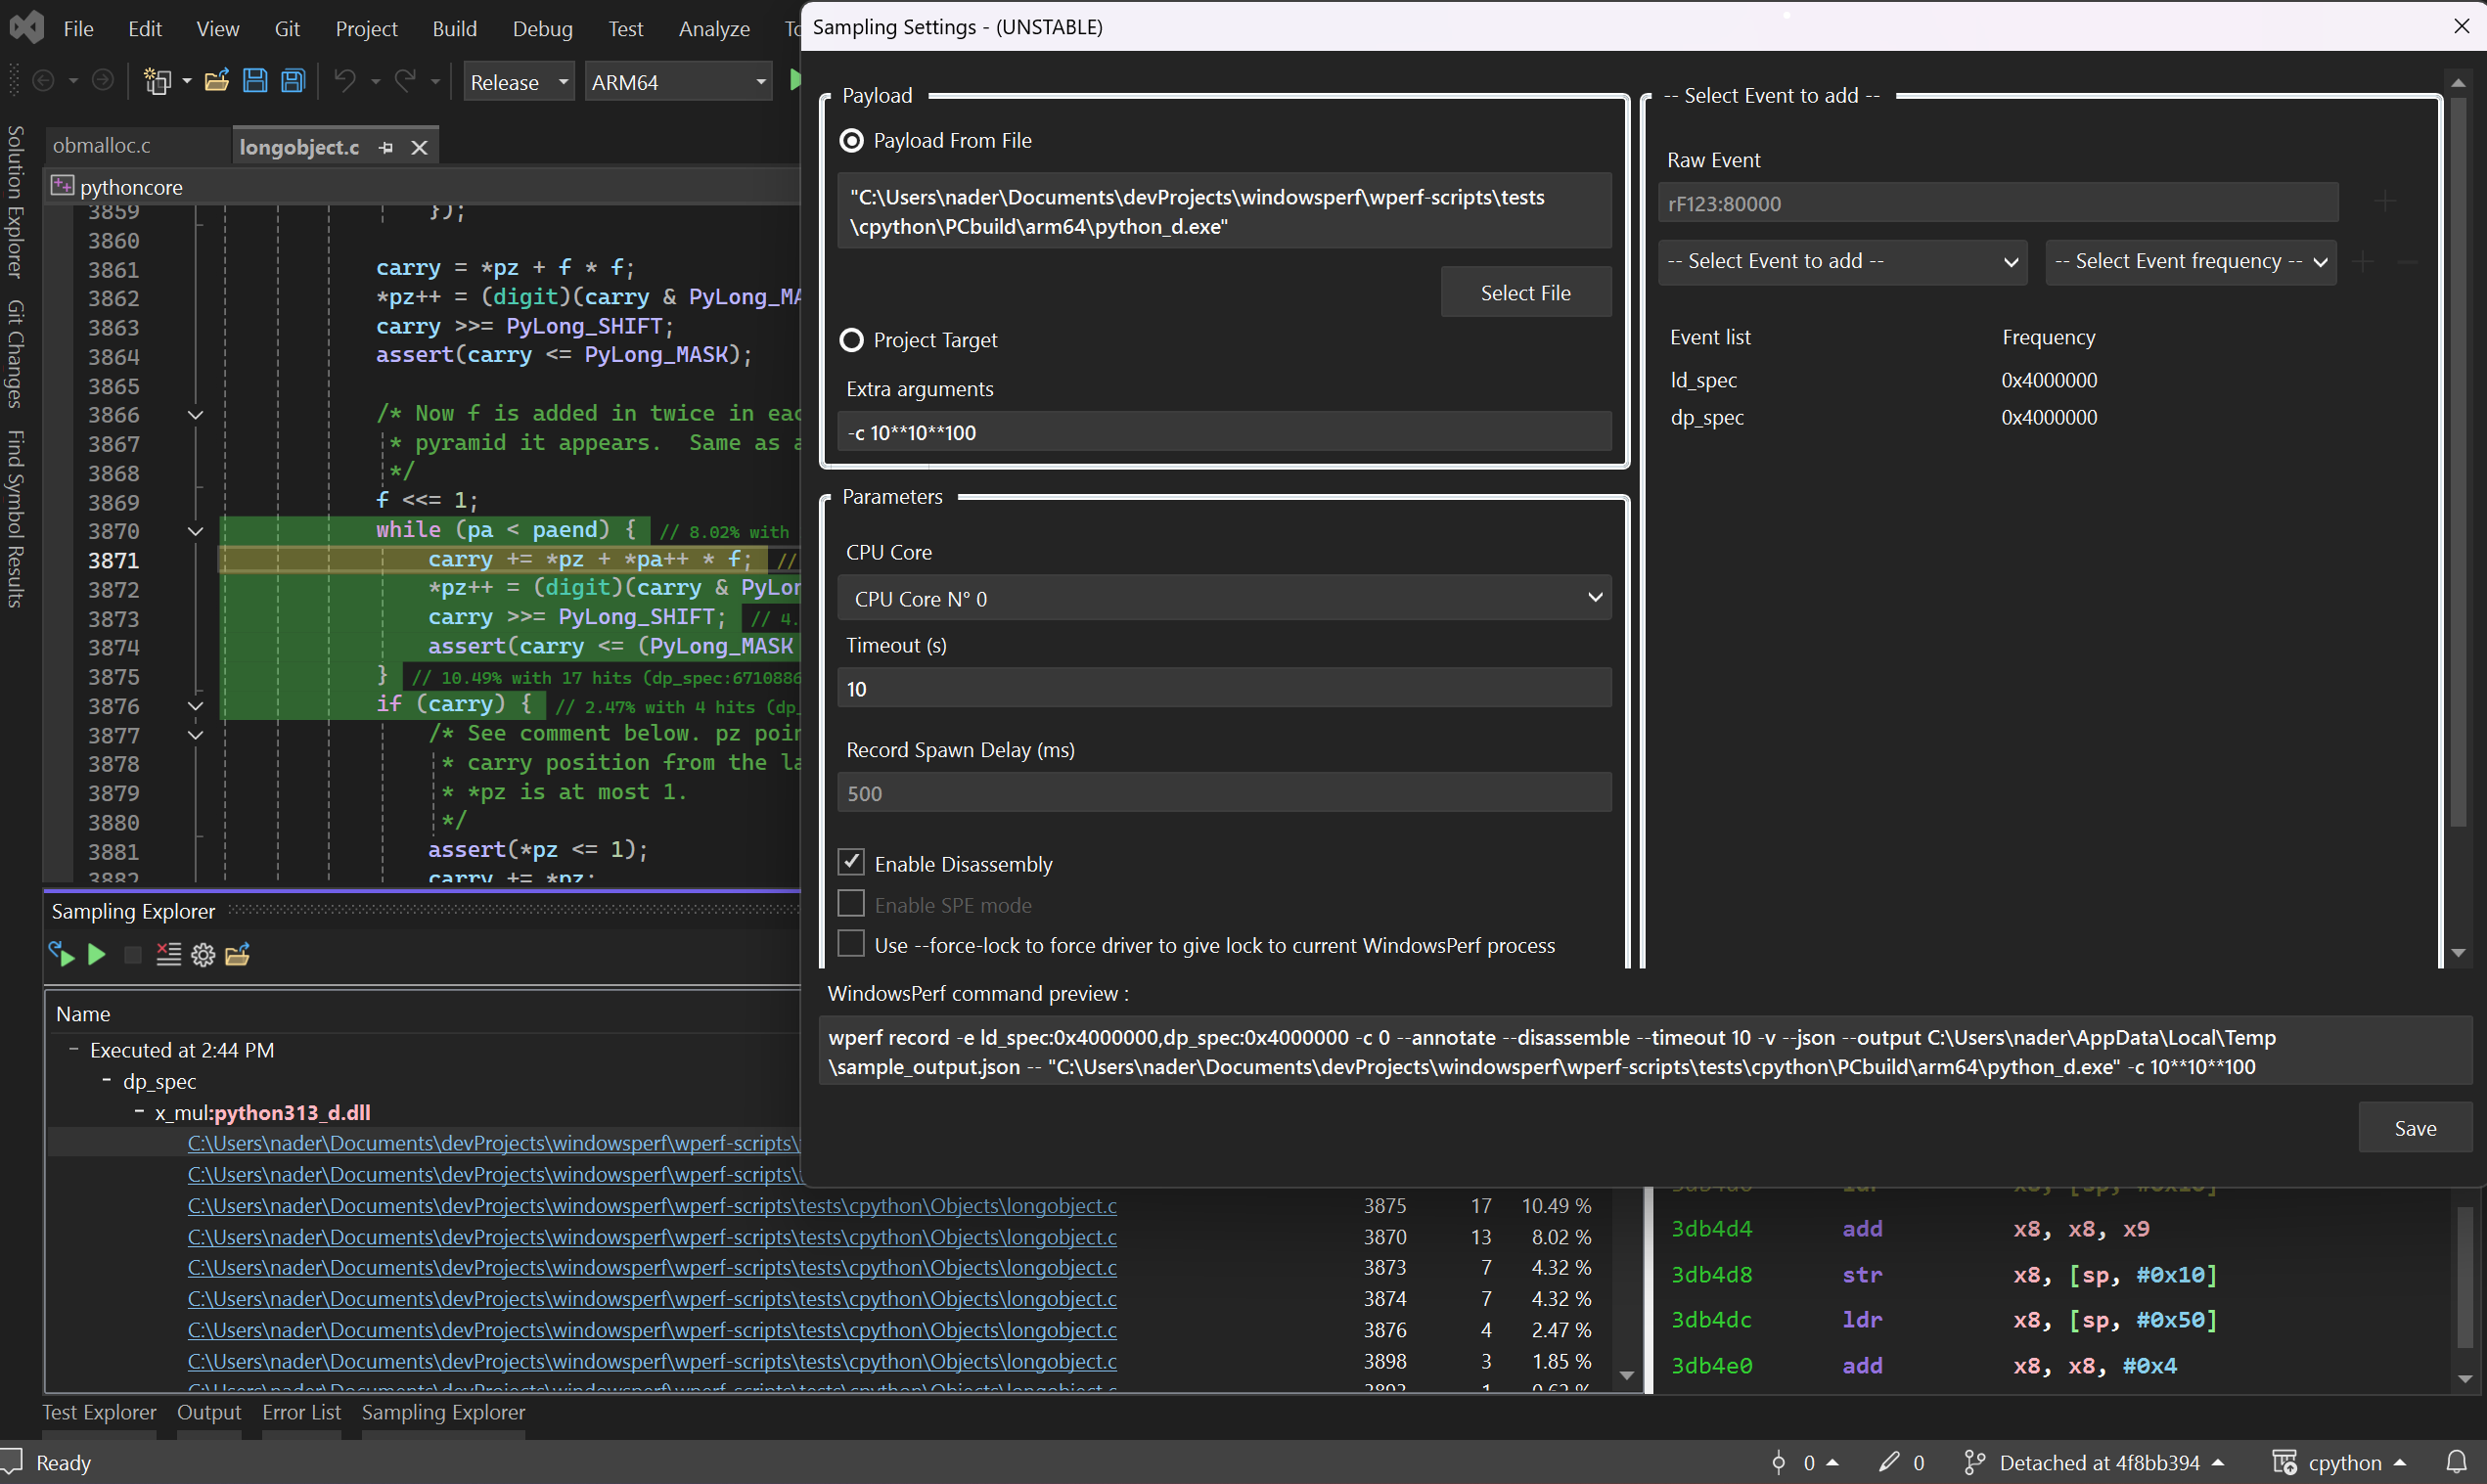 File Edit View Git Project Build Debug Test Analyze
Sampling Settings - (UNSTABLE)
Release ARM64
Solution Explorer
Git Changes
Find Symbol Results
obmalloc.c longobject.c
pythoncore
3859 });
3860
3861 carry = *pz + f * f;
3862 *pz++ = (digit)(carry & PyLong_MA
3863 carry >>= PyLong_SHIFT;
3864 assert(carry <= PyLong_MASK);
3865
3866 /* Now f is added in twice in eac
3867 * pyramid it appears.  Same as a
3868 */
3869 f <<= 1;
3870 while (pa < paend) { // 8.02% with
3871 carry += *pz + *pa++ * f; //
3872 *pz++ = (digit)(carry & PyLon
3873 carry >>= PyLong_SHIFT; // 4.
3874 assert(carry <= (PyLong_MASK
3875 } // 10.49% with 17 hits (dp_spec:6710886
3876 if (carry) { // 2.47% with 4 hits (dp_
3877 /* See comment below. pz poin
3878 * carry position from the la
3879 * *pz is at most 1.
3880 */
3881 assert(*pz <= 1);
3882 carry += *pz;
Payload
Payload From File
"C:\Users\nader\Documents\devProjects\windowsperf\wperf-scripts\tests
\cpython\PCbuild\arm64\python_d.exe"
Select File
Project Target
Extra arguments
-c 10**10**100
Parameters
CPU Core
CPU Core N° 0
Timeout (s)
10
Record Spawn Delay (ms)
500
Enable Disassembly
Enable SPE mode
Use --force-lock to force driver to give lock to current WindowsPerf process
-- Select Event to add --
Raw Event
rF123:80000
-- Select Event to add -- -- Select Event frequency --
Event list Frequency
ld_spec 0x4000000
dp_spec 0x4000000
WindowsPerf command preview :
wperf record -e ld_spec:0x4000000,dp_spec:0x4000000 -c 0 --annotate --disassemble --timeout 10 -v --json --output C:\Users\nader\AppData\Local\Temp
\sample_output.json -- "C:\Users\nader\Documents\devProjects\windowsperf\wperf-scripts\tests\cpython\PCbuild\arm64\python_d.exe" -c 10**10**100
Save
Sampling Explorer
Name
Executed at 2:44 PM
dp_spec
x_mul:python313_d.dll
C:\Users\nader\Documents\devProjects\windowsperf\wperf-scripts\
C:\Users\nader\Documents\devProjects\windowsperf\wperf-scripts\
C:\Users\nader\Documents\devProjects\windowsperf\wperf-scripts\tests\cpython\Objects\longobject.c 3875 17 10.49 %
C:\Users\nader\Documents\devProjects\windowsperf\wperf-scripts\tests\cpython\Objects\longobject.c 3870 13 8.02 %
C:\Users\nader\Documents\devProjects\windowsperf\wperf-scripts\tests\cpython\Objects\longobject.c 3873 7 4.32 %
C:\Users\nader\Documents\devProjects\windowsperf\wperf-scripts\tests\cpython\Objects\longobject.c 3874 7 4.32 %
C:\Users\nader\Documents\devProjects\windowsperf\wperf-scripts\tests\cpython\Objects\longobject.c 3876 4 2.47 %
C:\Users\nader\Documents\devProjects\windowsperf\wperf-scripts\tests\cpython\Objects\longobject.c 3898 3 1.85 %
3db4d4 add x8, x8, x9
3db4d8 str x8, [sp, #0x10]
3db4dc ldr x8, [sp, #0x50]
3db4e0 add x8, x8, #0x4
Test Explorer Output Error List Sampling Explorer
Ready 0 0 Detached at 4f8bb394 cpython